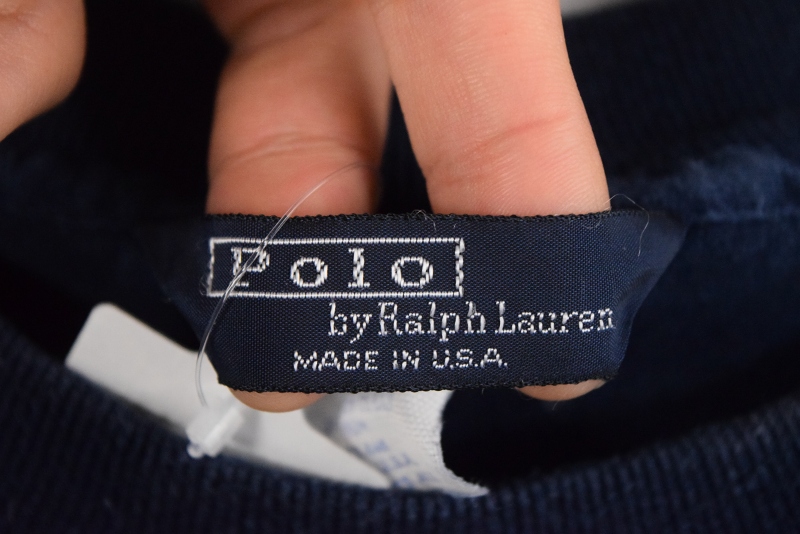 Polo
by Ralph Lauren
MADE IN U.S.A.